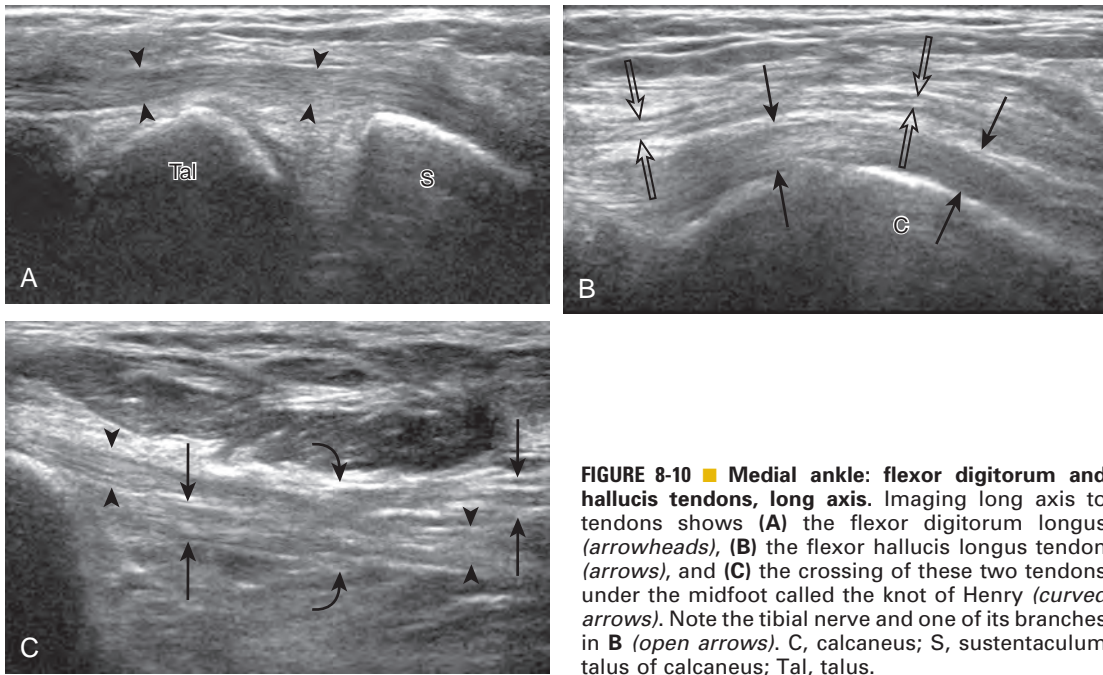 Tal
S
A
C
B
C
FIGURE 8-10 ■ Medial ankle: flexor digitorum and
hallucis tendons, long axis. Imaging long axis to
tendons shows (A) the flexor digitorum longus
(arrowheads), (B) the flexor hallucis longus tendon
(arrows), and (C) the crossing of these two tendons
under the midfoot called the knot of Henry (curved
arrows). Note the tibial nerve and one of its branches
in B (open arrows). C, calcaneus; S, sustentaculum
talus of calcaneus; Tal, talus.